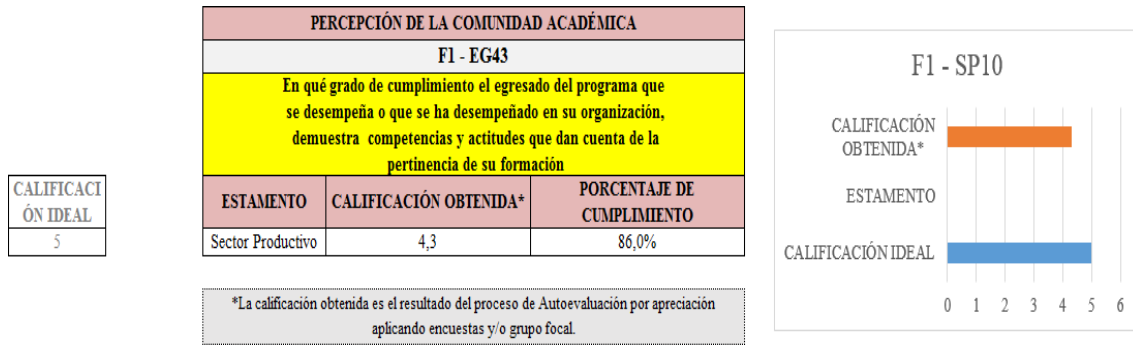 PERCEPCIÓN DE LA COMUNIDAD ACADÉMICA
F1 - EG43
En qué grado de cumplimiento el egresado del programa que
se desempeña o que se ha desempeñado en su organización,
demuestra competencias y actitudes que dan cuenta de la
pertinencia de su formación
CALIFICACI
ÓN IDEAL
5
ESTAMENTO
CALIFICACIÓN OBTENIDA*
PORCENTAJE DE
CUMPLIMIENTO
Sector Productivo
4,3
86,0%
*La calificación obtenida es el resultado del proceso de Autoevaluación por apreciación
aplicando encuestas y/o grupo focal.
F1 - SP10
CALIFICACIÓN
OBTENIDA*
ESTAMENTO
CALIFICACIÓN IDEAL
0 1 2 3 4 5 6